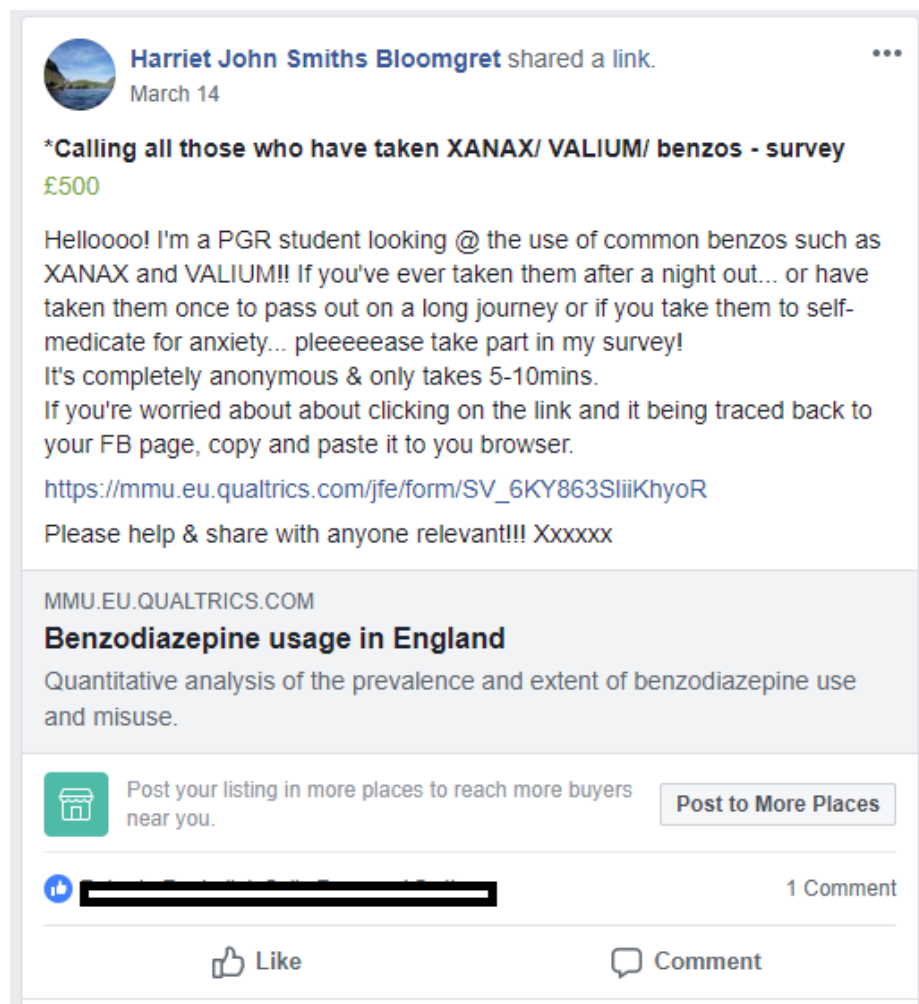 Harriet John Smiths Bloomgret shared a link.
March 14
*Calling all those who have taken XANAX/ VALIUM/ benzos - survey
£500
Helloooo! I'm a PGR student looking @ the use of common benzos such as
XANAX and VALIUM!! If you've ever taken them after a night out... or have
taken them once to pass out on a long journey or if you take them to self-
medicate for anxiety... pleeeeease take part in my survey!
It's completely anonymous & only takes 5-10mins.
If you're worried about about clicking on the link and it being traced back to
your FB page, copy and paste it to you browser.
https://mmu.eu.qualtrics.com/jfe/form/SV_6KY863SliiKhyoR
Please help & share with anyone relevant!!! Xxxxxx
MMU.EU.QUALTRICS.COM
Benzodiazepine usage in England
Quantitative analysis of the prevalence and extent of benzodiazepine use
and misuse.
Post your listing in more places to reach more buyers
near you.
Post to More Places
1 Comment
Like
Comment